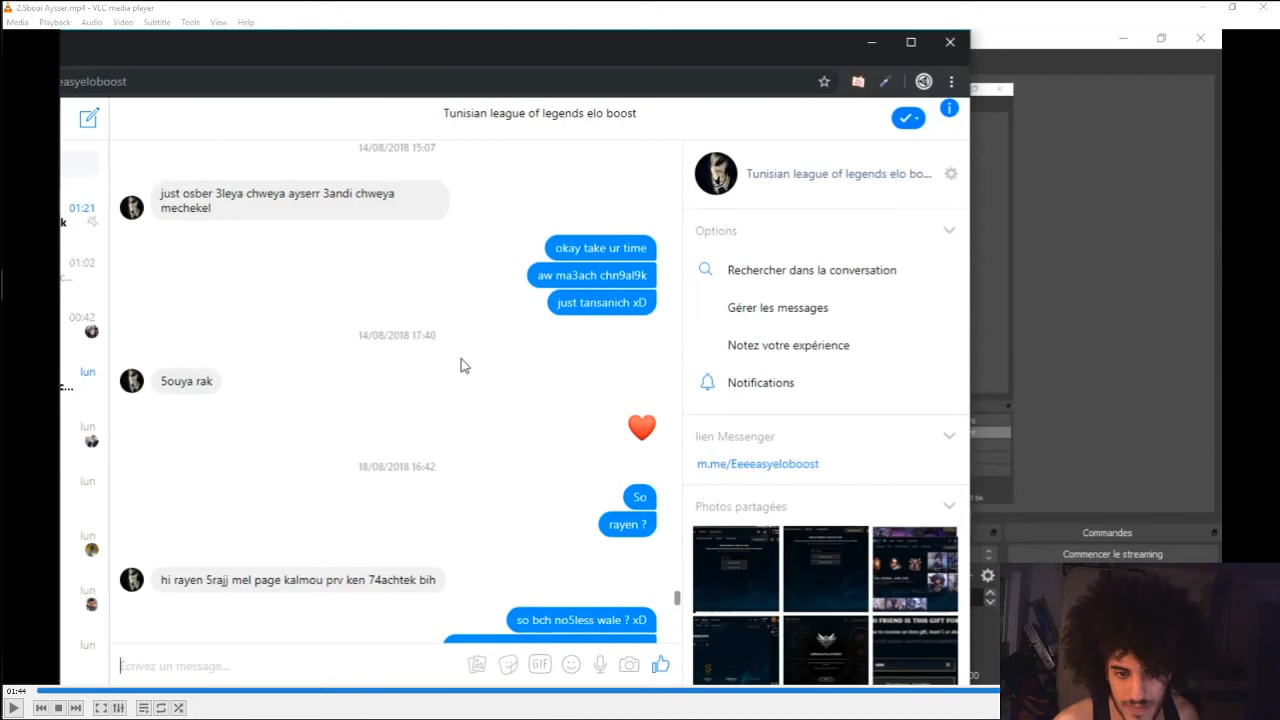 2.Sboui Aysser.mp4 - VLC media player
Media Playback Audio Video Subtitle Tools View Help
easyeloboost
Tunisian league of legends elo boost
14/08/2018 15:07
just osber 3leya chweya ayserr 3andi chweya
mechekel
okay take ur time
aw ma3ach chn9al9k
just tansanich xD
14/08/2018 17:40
5ouya rak
18/08/2018 16:42
So
rayen ?
hi rayen 5rajj mel page kalmou prv ken 74achtek bih
so bch no5less wale ? xD
Écrivez un message...
GIF
01:21
k
01:02
c...
00:42
lun
c...
lun
lun
lun
lun
lun
Tunisian league of legends elo bo...
Options
Rechercher dans la conversation
Gérer les messages
Notez votre expérience
Notifications
lien Messenger
m.me/Eeeeasyeloboost
Photos partagées
Commandes
Commencer le streaming
01:44